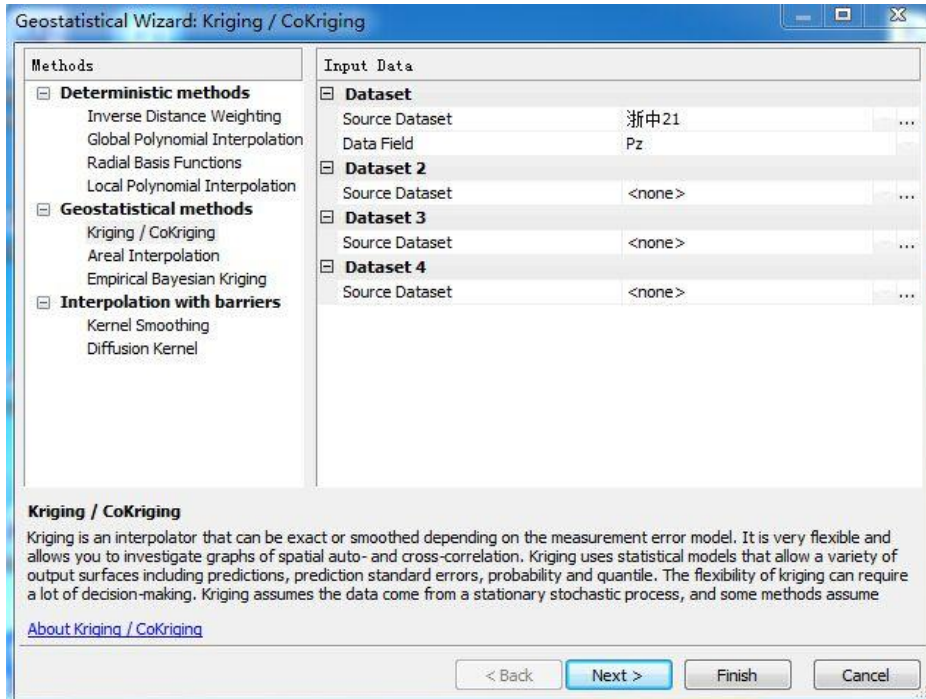 Geostatistical Wizard: Kriging / CoKriging
Methods
Deterministic methods
Inverse Distance Weighting
Global Polynomial Interpolation
Radial Basis Functions
Local Polynomial Interpolation
Geostatistical methods
Kriging / CoKriging
Areal Interpolation
Empirical Bayesian Kriging
Interpolation with barriers
Kernel Smoothing
Diffusion Kernel
Input Data
Dataset
Source Dataset 浙中21 ...
Data Field Pz
Dataset 2
Source Dataset <none> ...
Dataset 3
Source Dataset <none> ...
Dataset 4
Source Dataset <none> ...
Kriging / CoKriging
Kriging is an interpolator that can be exact or smoothed depending on the measurement error model. It is very flexible and
allows you to investigate graphs of spatial auto- and cross-correlation. Kriging uses statistical models that allow a variety of
output surfaces including predictions, prediction standard errors, probability and quantile. The flexibility of kriging can require
a lot of decision-making. Kriging assumes the data come from a stationary stochastic process, and some methods assume
About Kriging / CoKriging
< Back Next > Finish Cancel